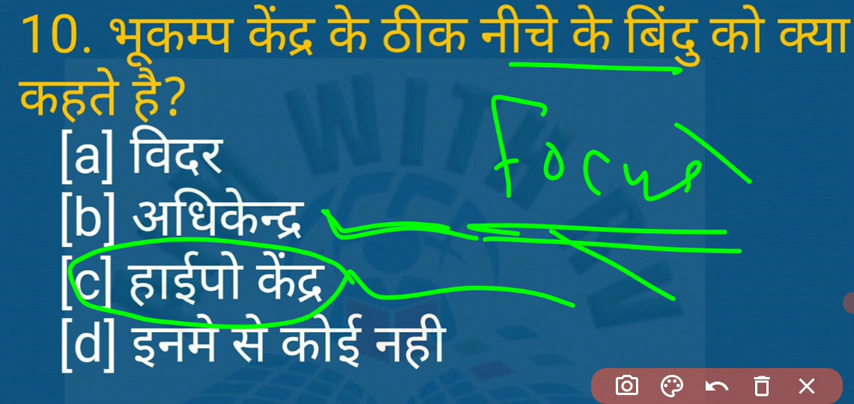 10. भूकम्प केंद्र के ठीक नीचे के बिंदु को क्या
कहते है?
[a] विदर
[b] अधिकेन्द्र
[c] हाईपो केंद्र
[d] इनमे से कोई नही
Focus